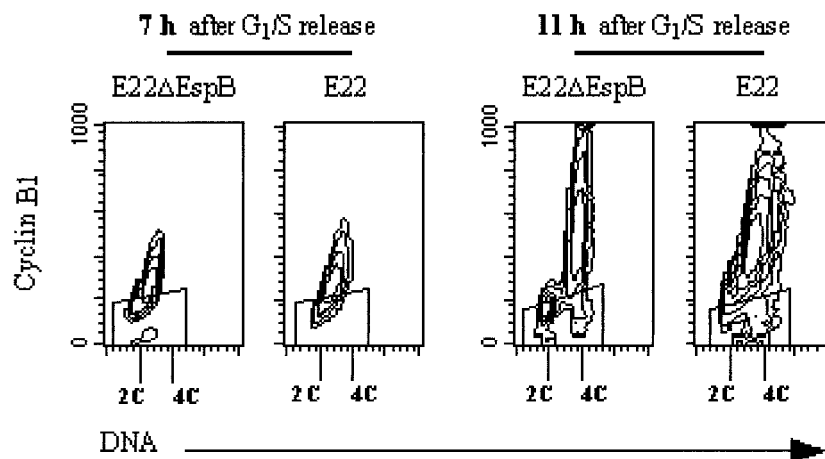 7 h after G₁/S release
11 h after G₁/S release
E22ΔEspB
E22
E22ΔEspB
E22
Cyclin B1
1000
0
1000
0
2C 4C
2C 4C
2C 4C
2C 4C
DNA